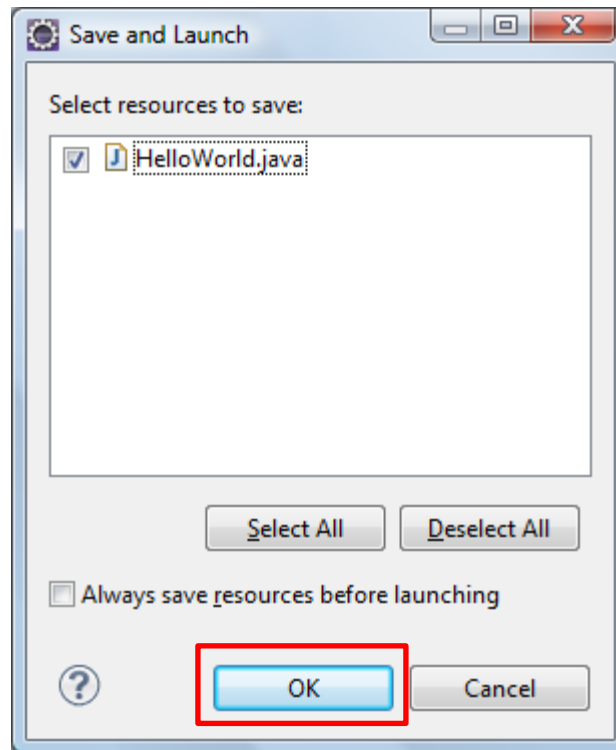 Save and Launch
Select resources to save:
HelloWorld.java
Select All Deselect All
Always save resources before launching
? OK Cancel